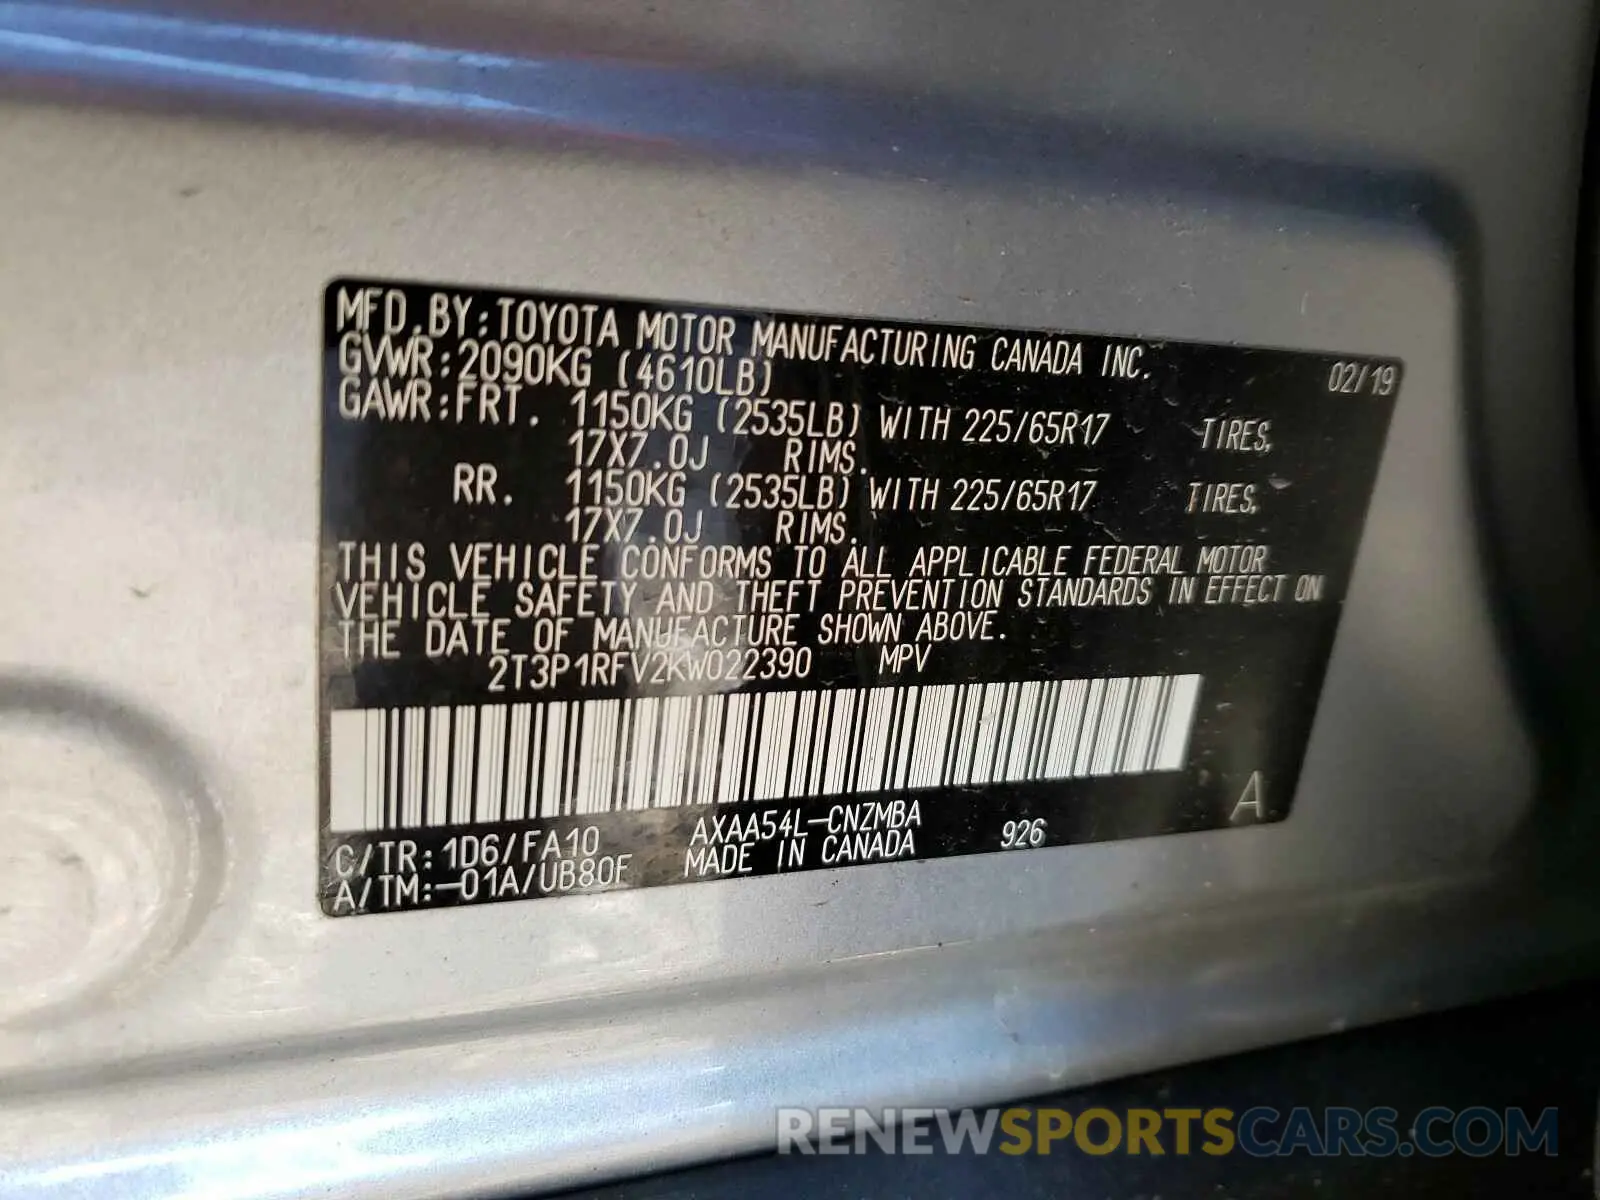 MFD.BY:TOYOTA MOTOR MANUFACTURING CANADA INC.
GVWR:2090KG (4610LB) 02/19
GAWR:FRT. 1150KG (2535LB) WITH 225/65R17 TIRES,
17X7.0J RIMS.
RR. 1150KG (2535LB) WITH 225/65R17 TIRES,
17X7.0J RIMS.
THIS VEHICLE CONFORMS TO ALL APPLICABLE FEDERAL MOTOR
VEHICLE SAFETY AND THEFT PREVENTION STANDARDS IN EFFECT ON
THE DATE OF MANUFACTURE SHOWN ABOVE.
2T3P1RFV2KW022390 MPV
A
AXAA54L-CNZMBA
C/TR:1D6/FA10 MADE IN CANADA 926
A/TM:-01A/UB80F
RENEWSPORTSCARS.COM